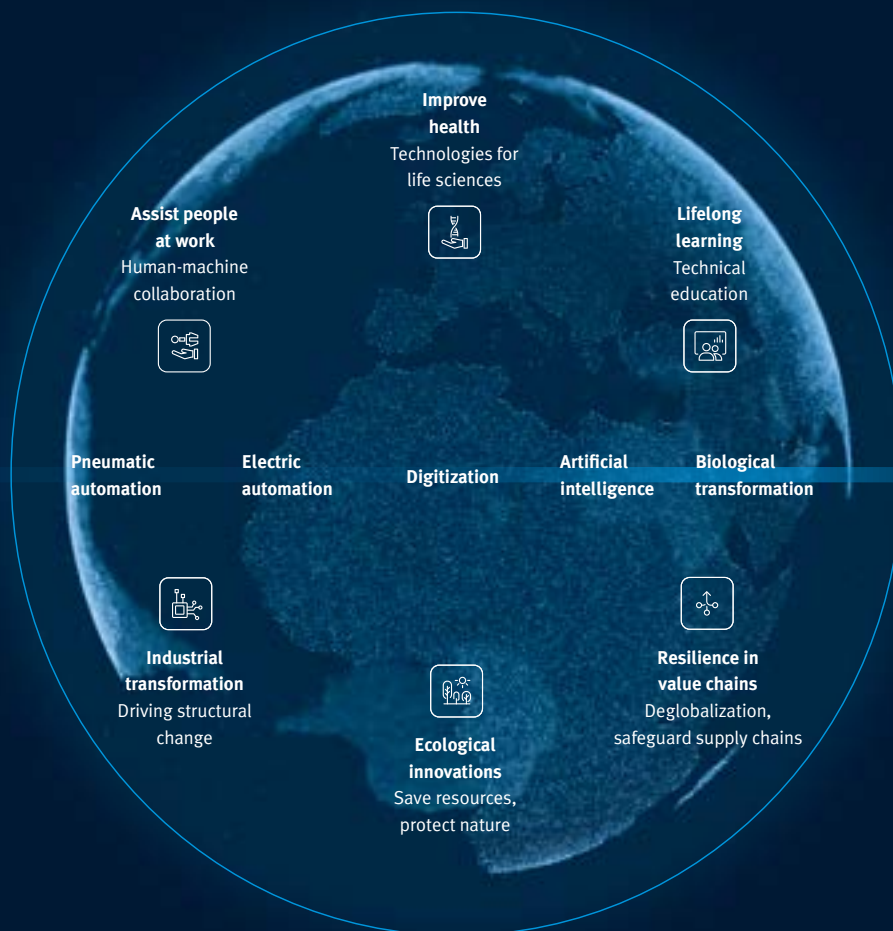 Improve
health
Technologies for
life sciences
Assist people
at work
Human-machine
collaboration
Lifelong
learning
Technical
education
Pneumatic
automation
Electric
automation
Digitization
Artificial
intelligence
Biological
transformation
Industrial
transformation
Driving structural
change
Ecological
innovations
Save resources,
protect nature
Resilience in
value chains
Deglobalization,
safeguard supply chains